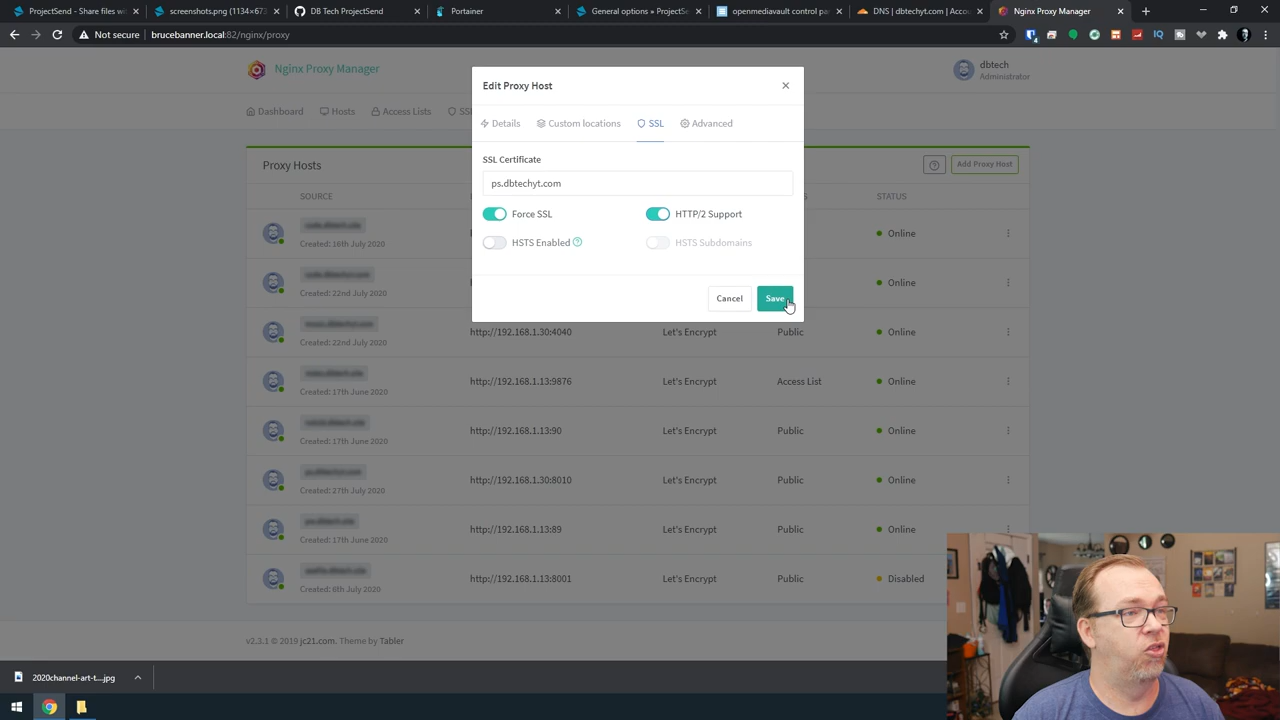 ProjectSend - Share files wi
screenshots.png (1134×673
DB Tech ProjectSend
Portainer
General options » ProjectSe
openmediavault control pa
DNS | dbtechyt.com | Accou
Nginx Proxy Manager
Not secure | brucebanner.local:82/nginx/proxy
Nginx Proxy Manager
dbtech
Administrator
Dashboard
Hosts
Access Lists
SS
Edit Proxy Host
Details
Custom locations
SSL
Advanced
SSL Certificate
ps.dbtechyt.com
Force SSL
HTTP/2 Support
HSTS Enabled
HSTS Subdomains
Cancel
Save
Proxy Hosts
Add Proxy Host
SOURCE
STATUS
Created: 16th July 2020
Online
Created: 22nd July 2020
Online
Created: 22nd July 2020
http://192.168.1.30:4040
Let's Encrypt
Public
Online
Created: 17th June 2020
http://192.168.1.13:9876
Let's Encrypt
Access List
Online
Created: 17th June 2020
http://192.168.1.13:90
Let's Encrypt
Public
Online
Created: 27th July 2020
http://192.168.1.30:8010
Let's Encrypt
Public
Online
Created: 17th June 2020
http://192.168.1.13:89
Let's Encrypt
Public
Online
Created: 6th July 2020
http://192.168.1.13:8001
Let's Encrypt
Public
Disabled
v2.3.1 © 2019 jc21.com. Theme by Tabler
2020channel-art-t....jpg